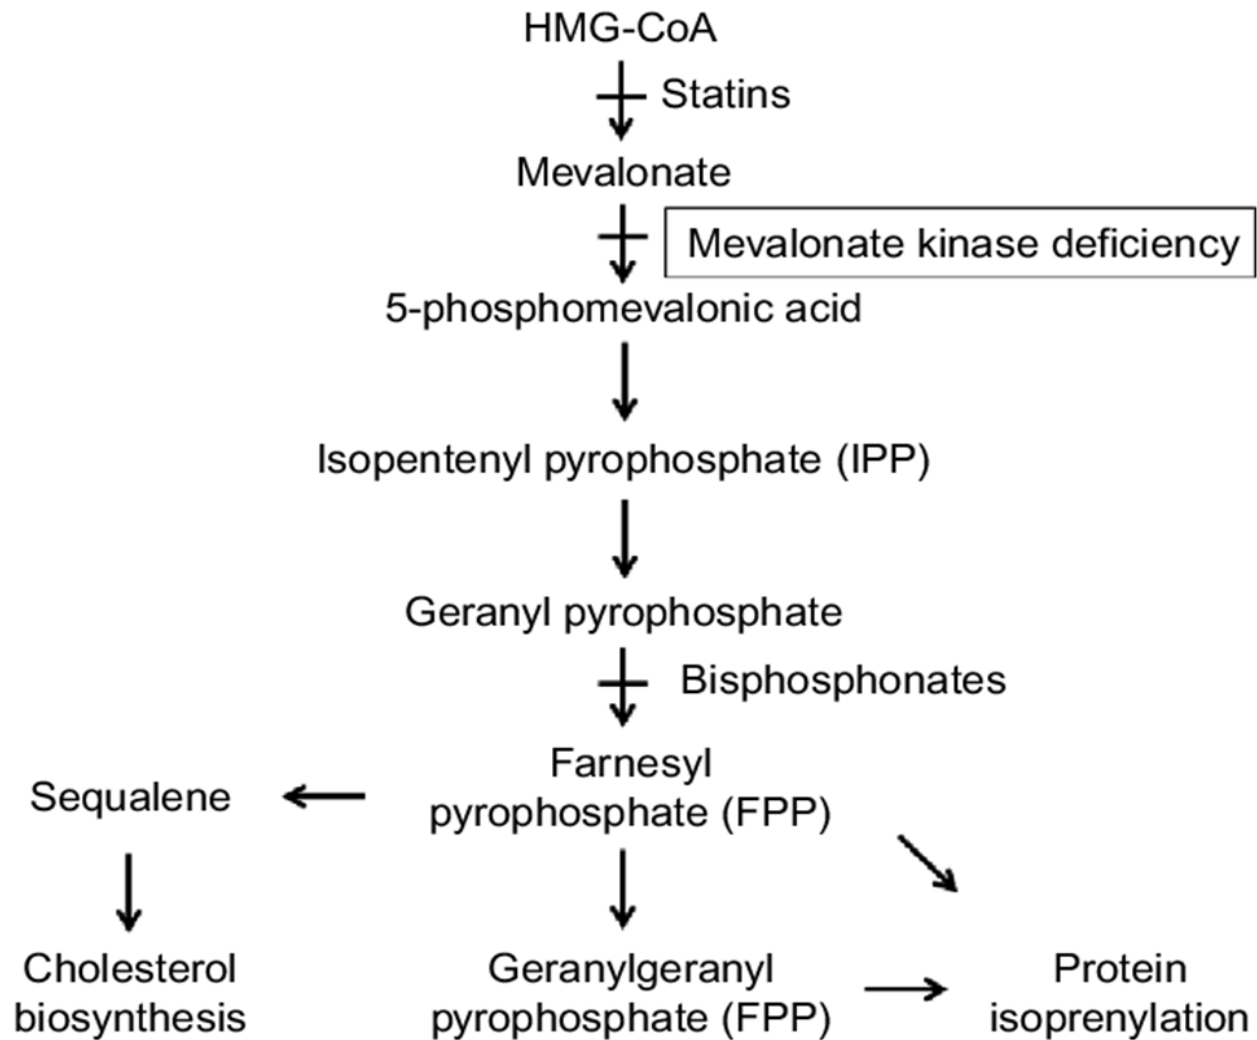 HMG-CoA
Statins
Mevalonate
Mevalonate kinase deficiency
5-phosphomevalonic acid
Isopentenyl pyrophosphate (IPP)
Geranyl pyrophosphate
Bisphosphonates
Farnesyl
pyrophosphate (FPP)
Sequalene
Cholesterol
biosynthesis
Geranylgeranyl
pyrophosphate (FPP)
Protein
isoprenylation